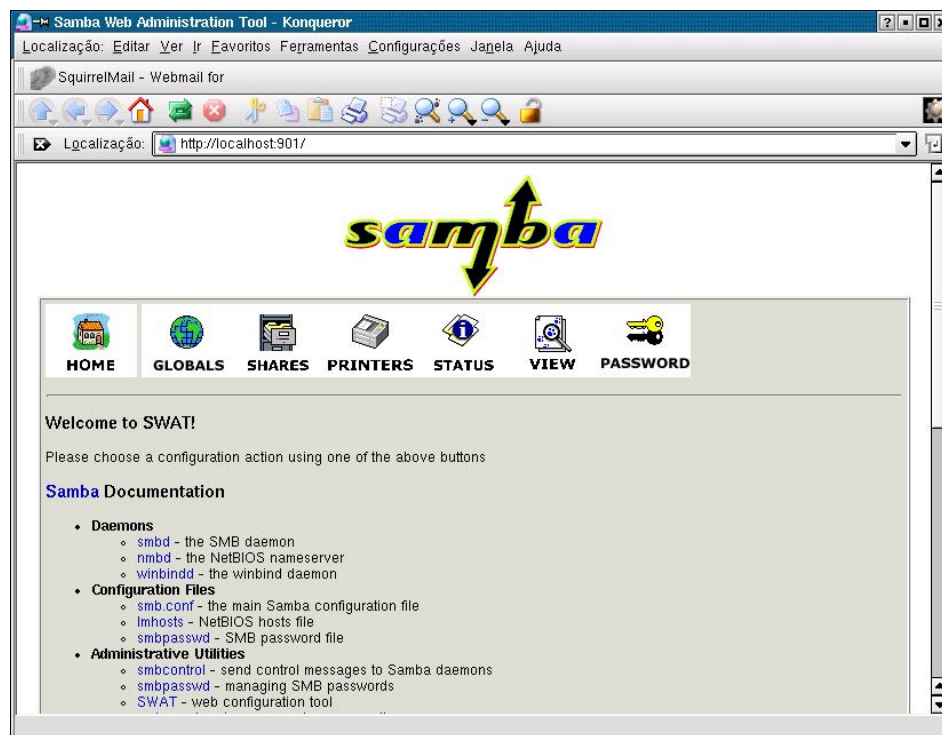 Samba Web Administration Tool - Konqueror
Localização: Editar Ver Ir Favoritos Ferramentas Configurações Janela Ajuda
SquirrelMail - Webmail for
Localização: http://localhost:901/
samba
HOME GLOBALS SHARES PRINTERS STATUS VIEW PASSWORD
Welcome to SWAT!
Please choose a configuration action using one of the above buttons
Samba Documentation
• Daemons
◦ smbd - the SMB daemon
◦ nmbd - the NetBIOS nameserver
◦ winbindd - the winbind daemon
• Configuration Files
◦ smb.conf - the main Samba configuration file
◦ lmhosts - NetBIOS hosts file
◦ smbpasswd - SMB password file
• Administrative Utilities
◦ smbcontrol - send control messages to Samba daemons
◦ smbpasswd - managing SMB passwords
◦ SWAT - web configuration tool